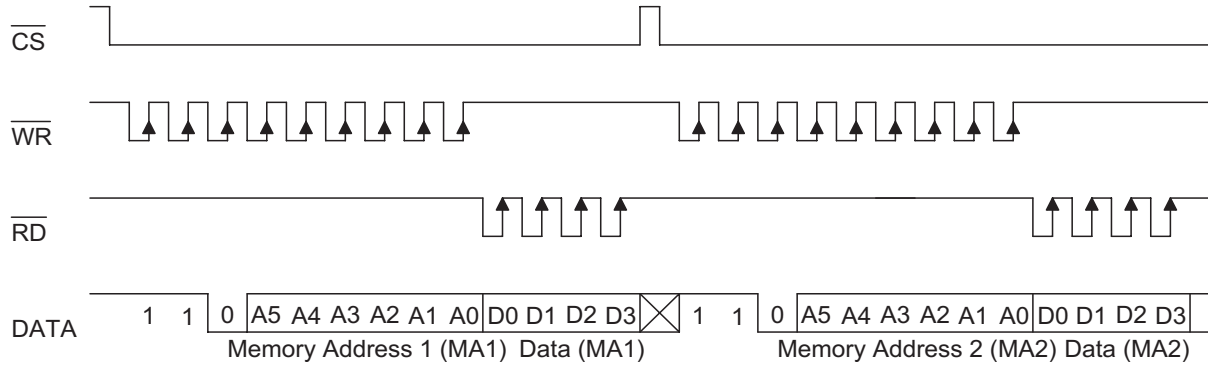 CS
WR
RD
DATA 1 1 0 A5 A4 A3 A2 A1 A0 D0 D1 D2 D3 1 1 0 A5 A4 A3 A2 A1 A0 D0 D1 D2 D3
Memory Address 1 (MA1) Data (MA1) Memory Address 2 (MA2) Data (MA2)